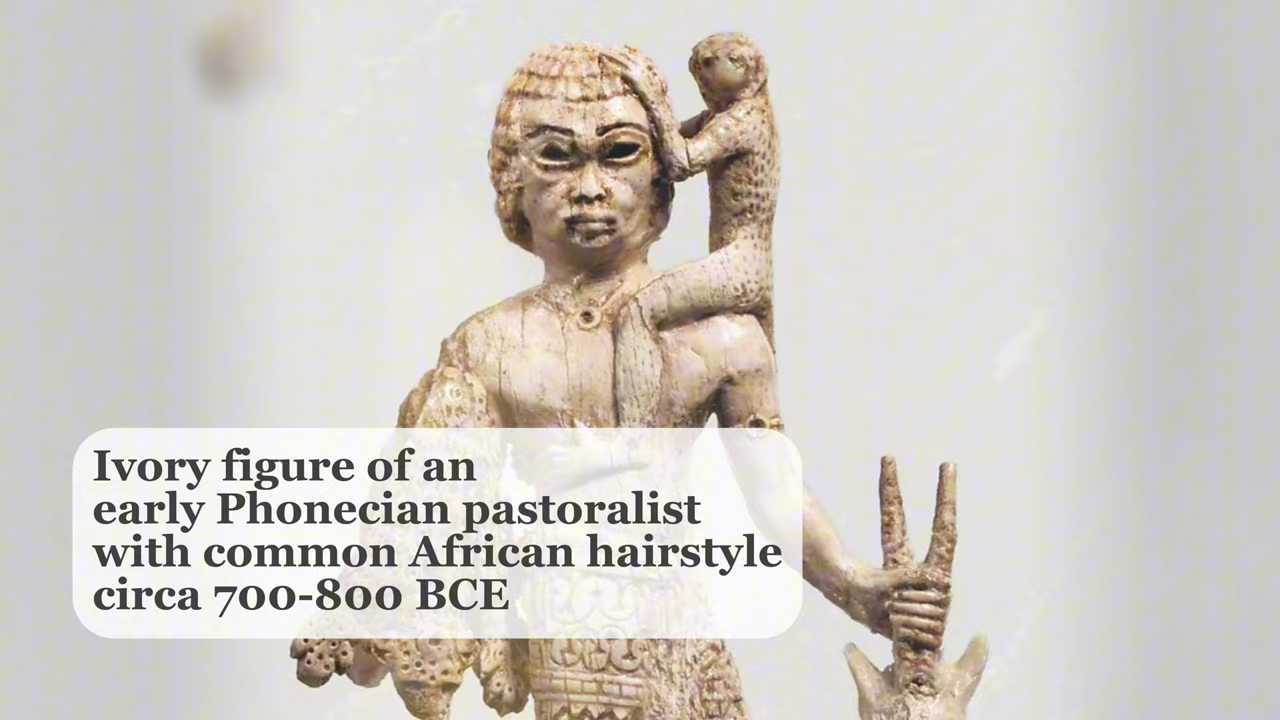 Ivory figure of an
early Phonecian pastoralist
with common African hairstyle
circa 700-800 BCE